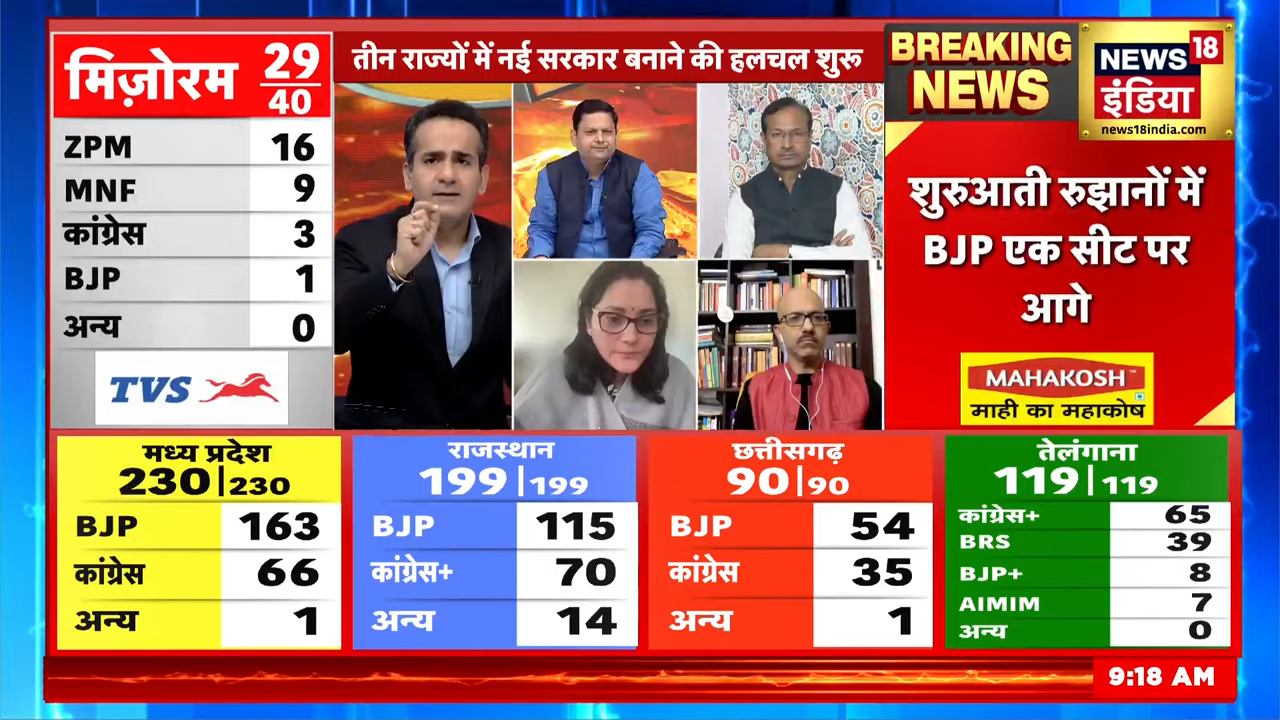 मिज़ोरम
29
40
ZPM 16
MNF 9
कांग्रेस 3
BJP 1
अन्य 0
TVS
तीन राज्यों में नई सरकार बनाने की हलचल शुरू
BREAKING
NEWS
NEWS 18
इंडिया
news18india.com
शुरुआती रुझानों में
BJP एक सीट पर
आगे
MAHAKOSH™
माही का महाकोष
मध्य प्रदेश
230|230
BJP 163
कांग्रेस 66
अन्य 1
राजस्थान
199|199
BJP 115
कांग्रेस+ 70
अन्य 14
छत्तीसगढ़
90|90
BJP 54
कांग्रेस 35
अन्य 1
तेलंगाना
119|119
कांग्रेस+ 65
BRS 39
BJP+ 8
AIMIM 7
अन्य 0
9:18 AM